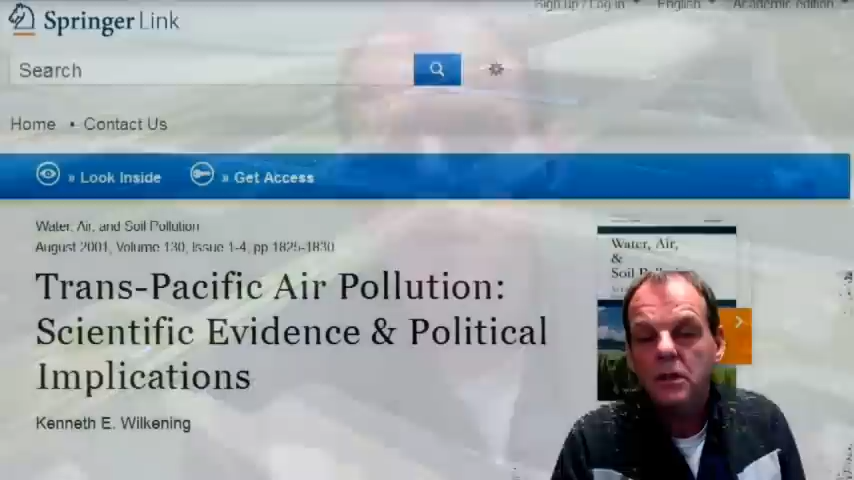 Sign up / Log in English Academic edition
Springer Link
Search
Home • Contact Us
» Look Inside » Get Access
Water, Air, and Soil Pollution
August 2001, Volume 130, Issue 1-4, pp 1825-1830
Trans-Pacific Air Pollution:
Scientific Evidence & Political
Implications
Kenneth E. Wilkening
Water, Air,
&
Soil